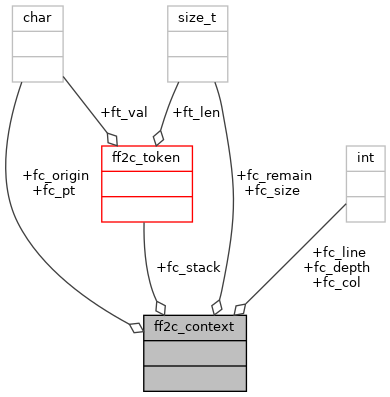 char
size_t
+ft_val
+ft_len
ff2c_token
int
+fc_origin
+fc_pt
+fc_remain
+fc_size
+fc_stack
+fc_line
+fc_depth
+fc_col
ff2c_context